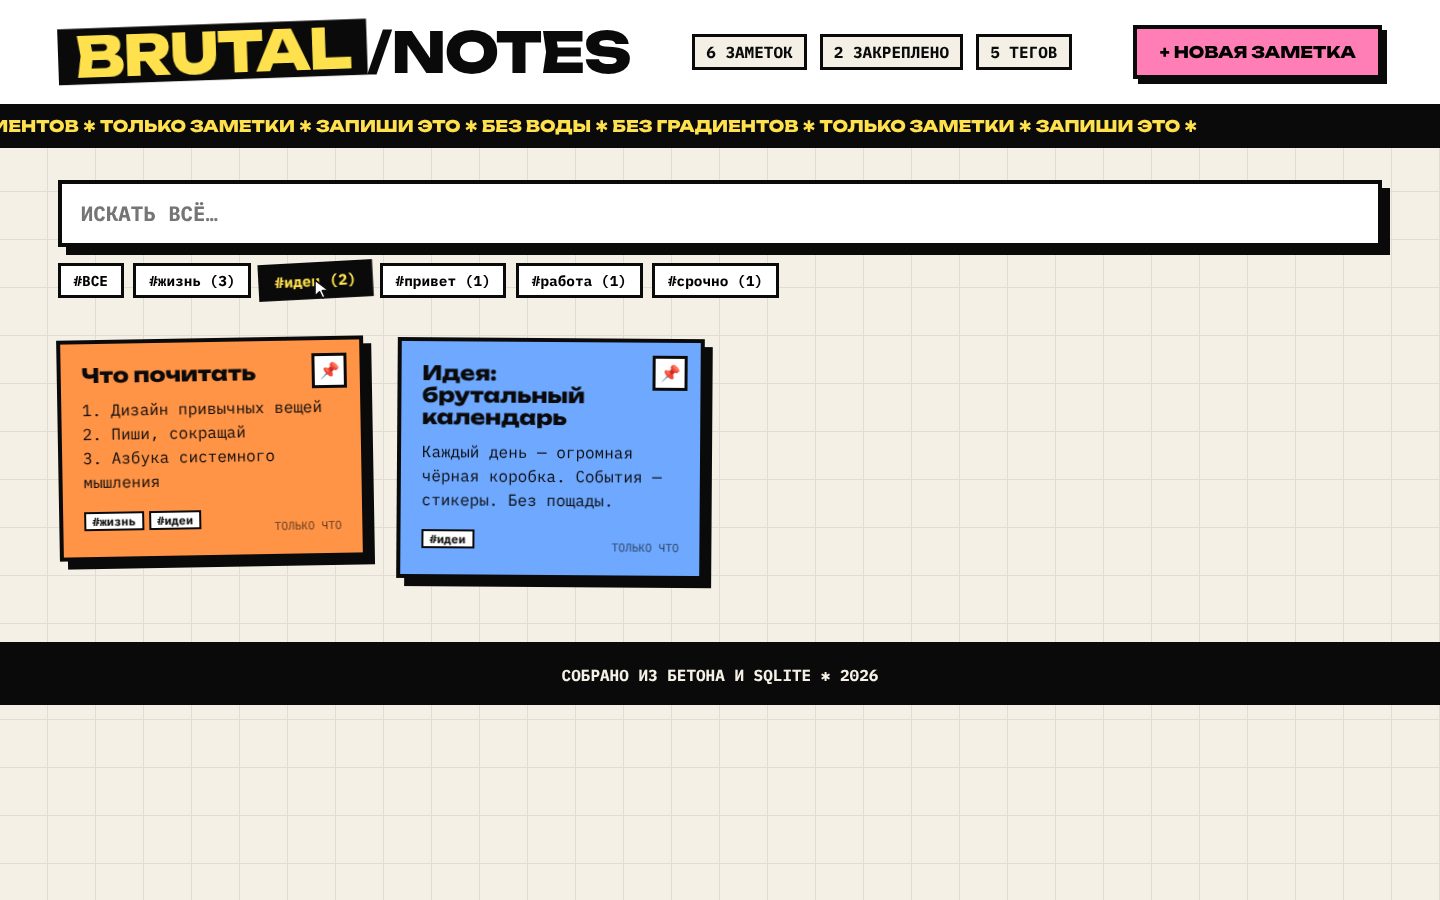 BRUTAL/NOTES
6 ЗАМЕТОК
2 ЗАКРЕПЛЕНО
5 ТЕГОВ
+ НОВАЯ ЗАМЕТКА
ИЕНТОВ ✱ ТОЛЬКО ЗАМЕТКИ ✱ ЗАПИШИ ЭТО ✱ БЕЗ ВОДЫ ✱ БЕЗ ГРАДИЕНТОВ ✱ ТОЛЬКО ЗАМЕТКИ ✱ ЗАПИШИ ЭТО ✱
ИСКАТЬ ВСЁ…
#ВСЕ
#жизнь (3)
#идеи (2)
#привет (1)
#работа (1)
#срочно (1)
Что почитать
1. Дизайн привычных вещей
2. Пиши, сокращай
3. Азбука системного
мышления
#жизнь #идеи
ТОЛЬКО ЧТО
Идея:
брутальный
календарь
Каждый день — огромная
чёрная коробка. События —
стикеры. Без пощады.
#идеи
ТОЛЬКО ЧТО
СОБРАНО ИЗ БЕТОНА И SQLITE ✱ 2026